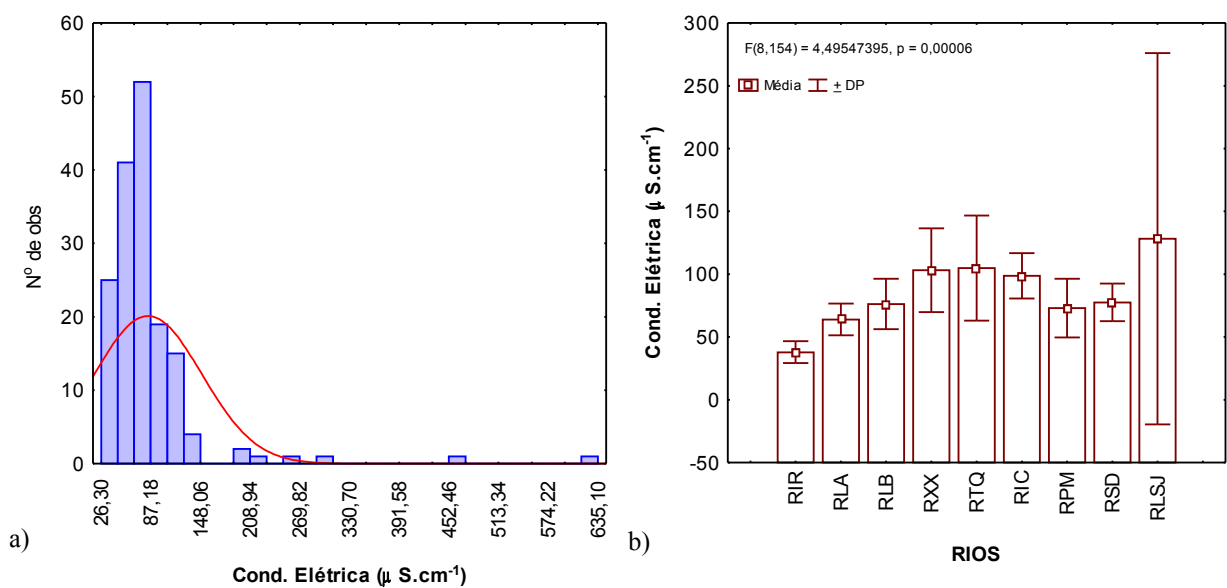 60
50
40
30
20
10
0
Nº de obs
26,30
87,18
148,06
208,94
269,82
330,70
391,58
452,46
513,34
574,22
635,10
Cond. Elétrica (μ S.cm⁻¹)
a)
300
250
200
150
100
50
0
-50
Cond. Elétrica (μ S.cm⁻¹)
F(8,154) = 4,49547395, p = 0,00006
Média ± DP
RIR
RLA
RLB
RXX
RTQ
RIC
RPM
RSD
RLSJ
RIOS
b)